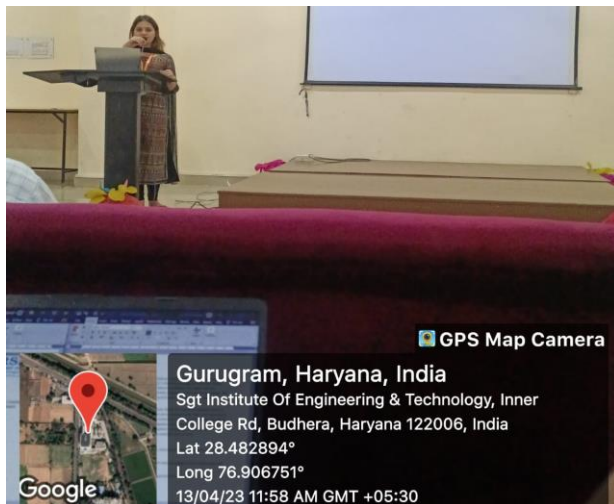 GPS Map Camera
Gurugram, Haryana, India
Sgt Institute Of Engineering & Technology, Inner
College Rd, Budhera, Haryana 122006, India
Lat 28.482894°
Long 76.906751°
13/04/23 11:58 AM GMT +05:30
Google